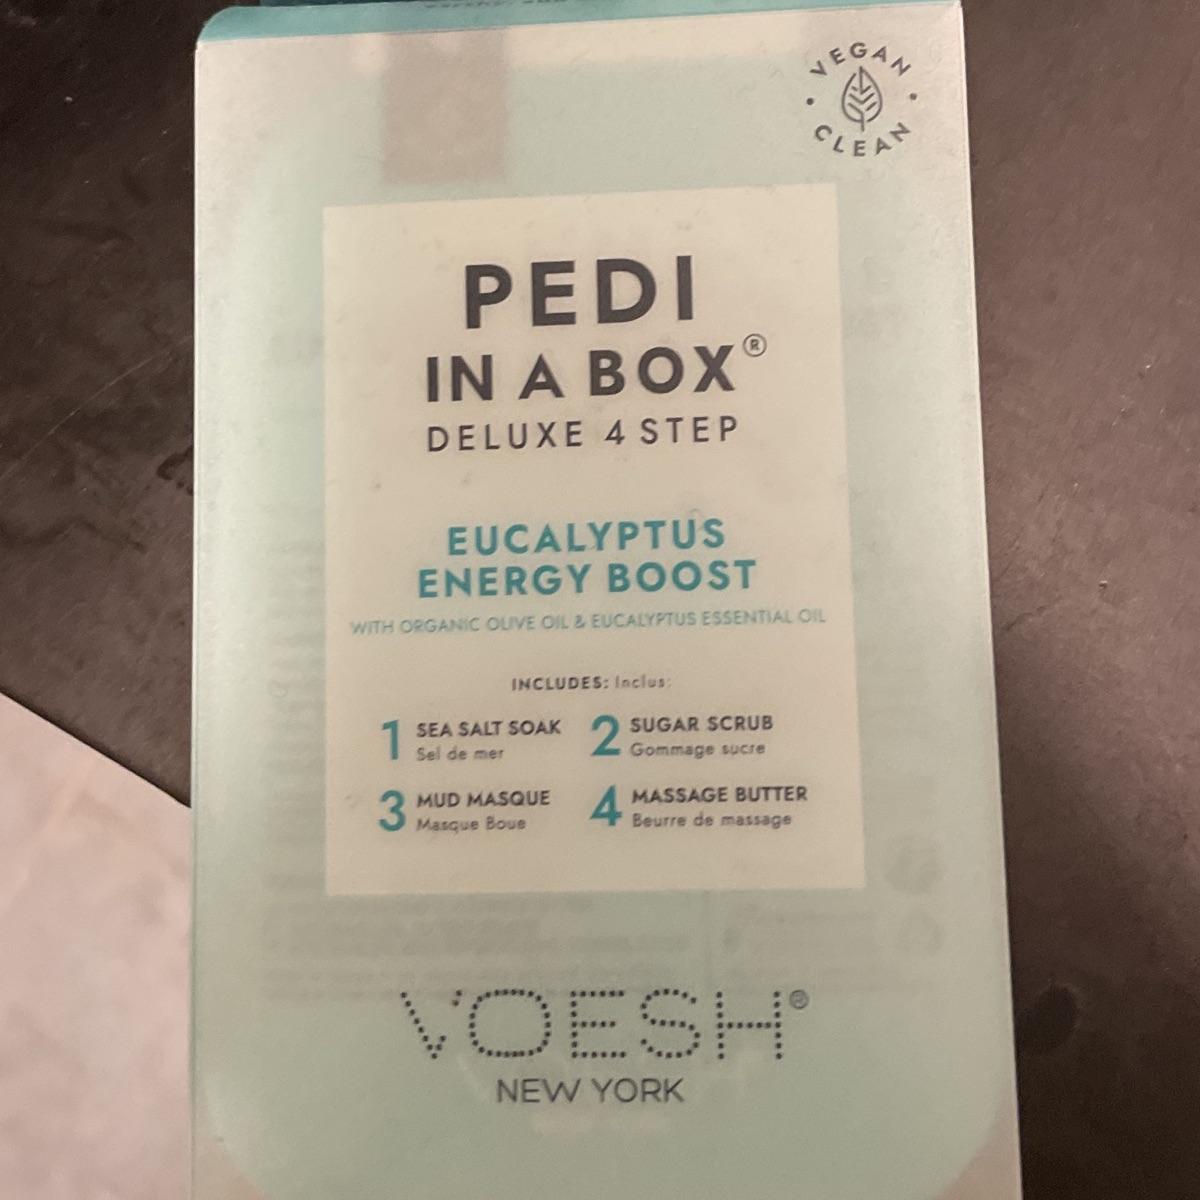 VEGAN
CLEAN
PEDI
IN A BOX®
DELUXE 4 STEP
EUCALYPTUS
ENERGY BOOST
WITH ORGANIC OLIVE OIL & EUCALYPTUS ESSENTIAL OIL
INCLUDES: Inclus:
1 SEA SALT SOAK
Sel de mer
2 SUGAR SCRUB
Gommage sucre
3 MUD MASQUE
Masque Boue
4 MASSAGE BUTTER
Beurre de massage
VOESH®
NEW YORK